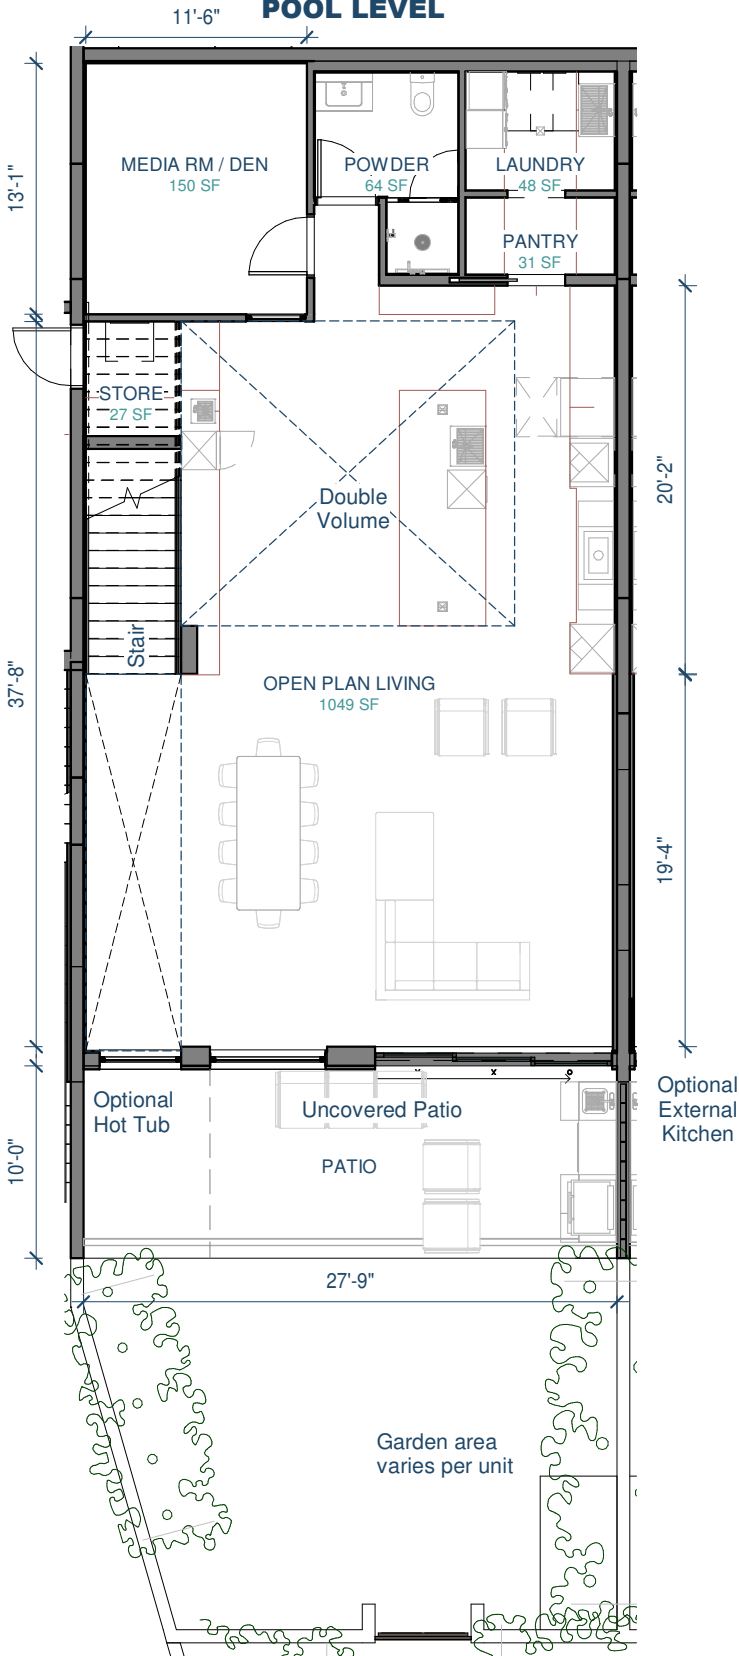 POOL LEVEL
11'-6"
13'-1"
MEDIA RM / DEN
150 SF
POWDER
64 SF
LAUNDRY
48 SF
PANTRY
31 SF
STORE
27 SF
Double
Volume
20'-2"
Stair
37'-8"
OPEN PLAN LIVING
1049 SF
19'-4"
Optional
Hot Tub
Uncovered Patio
PATIO
Optional
External
Kitchen
10'-0"
27'-9"
Garden area
varies per unit